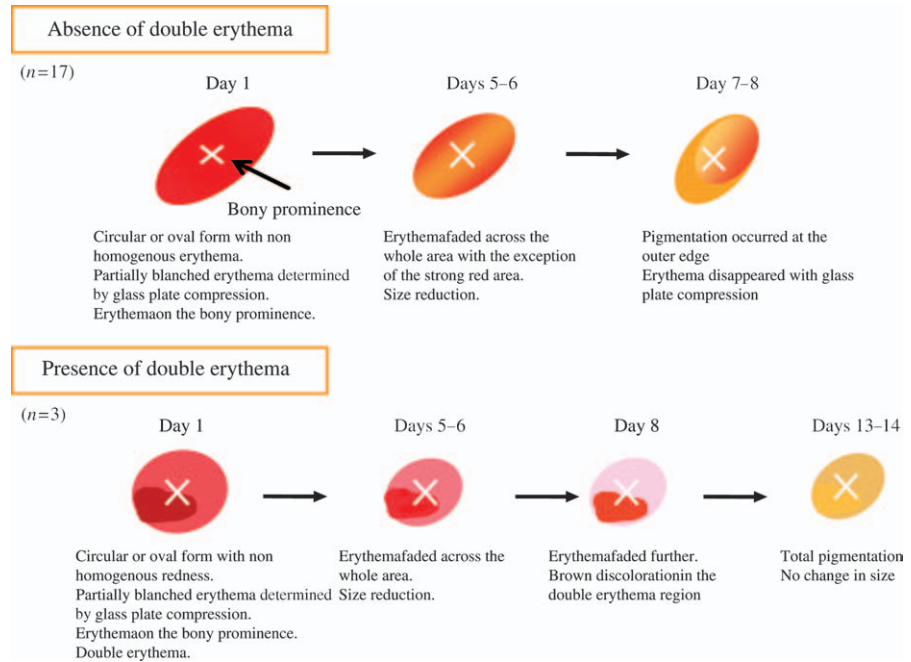 Absence of double erythema
(n=17)
Day 1
Days 5–6
Day 7–8
Bony prominence
Circular or oval form with non
homogenous erythema.
Partially blanched erythema determined
by glass plate compression.
Erythemaon the bony prominence.
Erythemafaded across the
whole area with the exception
of the strong red area.
Size reduction.
Pigmentation occurred at the
outer edge
Erythema disappeared with glass
plate compression
Presence of double erythema
(n=3)
Day 1
Days 5–6
Day 8
Days 13–14
Circular or oval form with non
homogenous redness.
Partially blanched erythema determined
by glass plate compression.
Erythemaon the bony prominence.
Double erythema.
Erythemafaded across the
whole area.
Size reduction.
Erythemafaded further.
Brown discolorationin the
double erythema region
Total pigmentation
No change in size